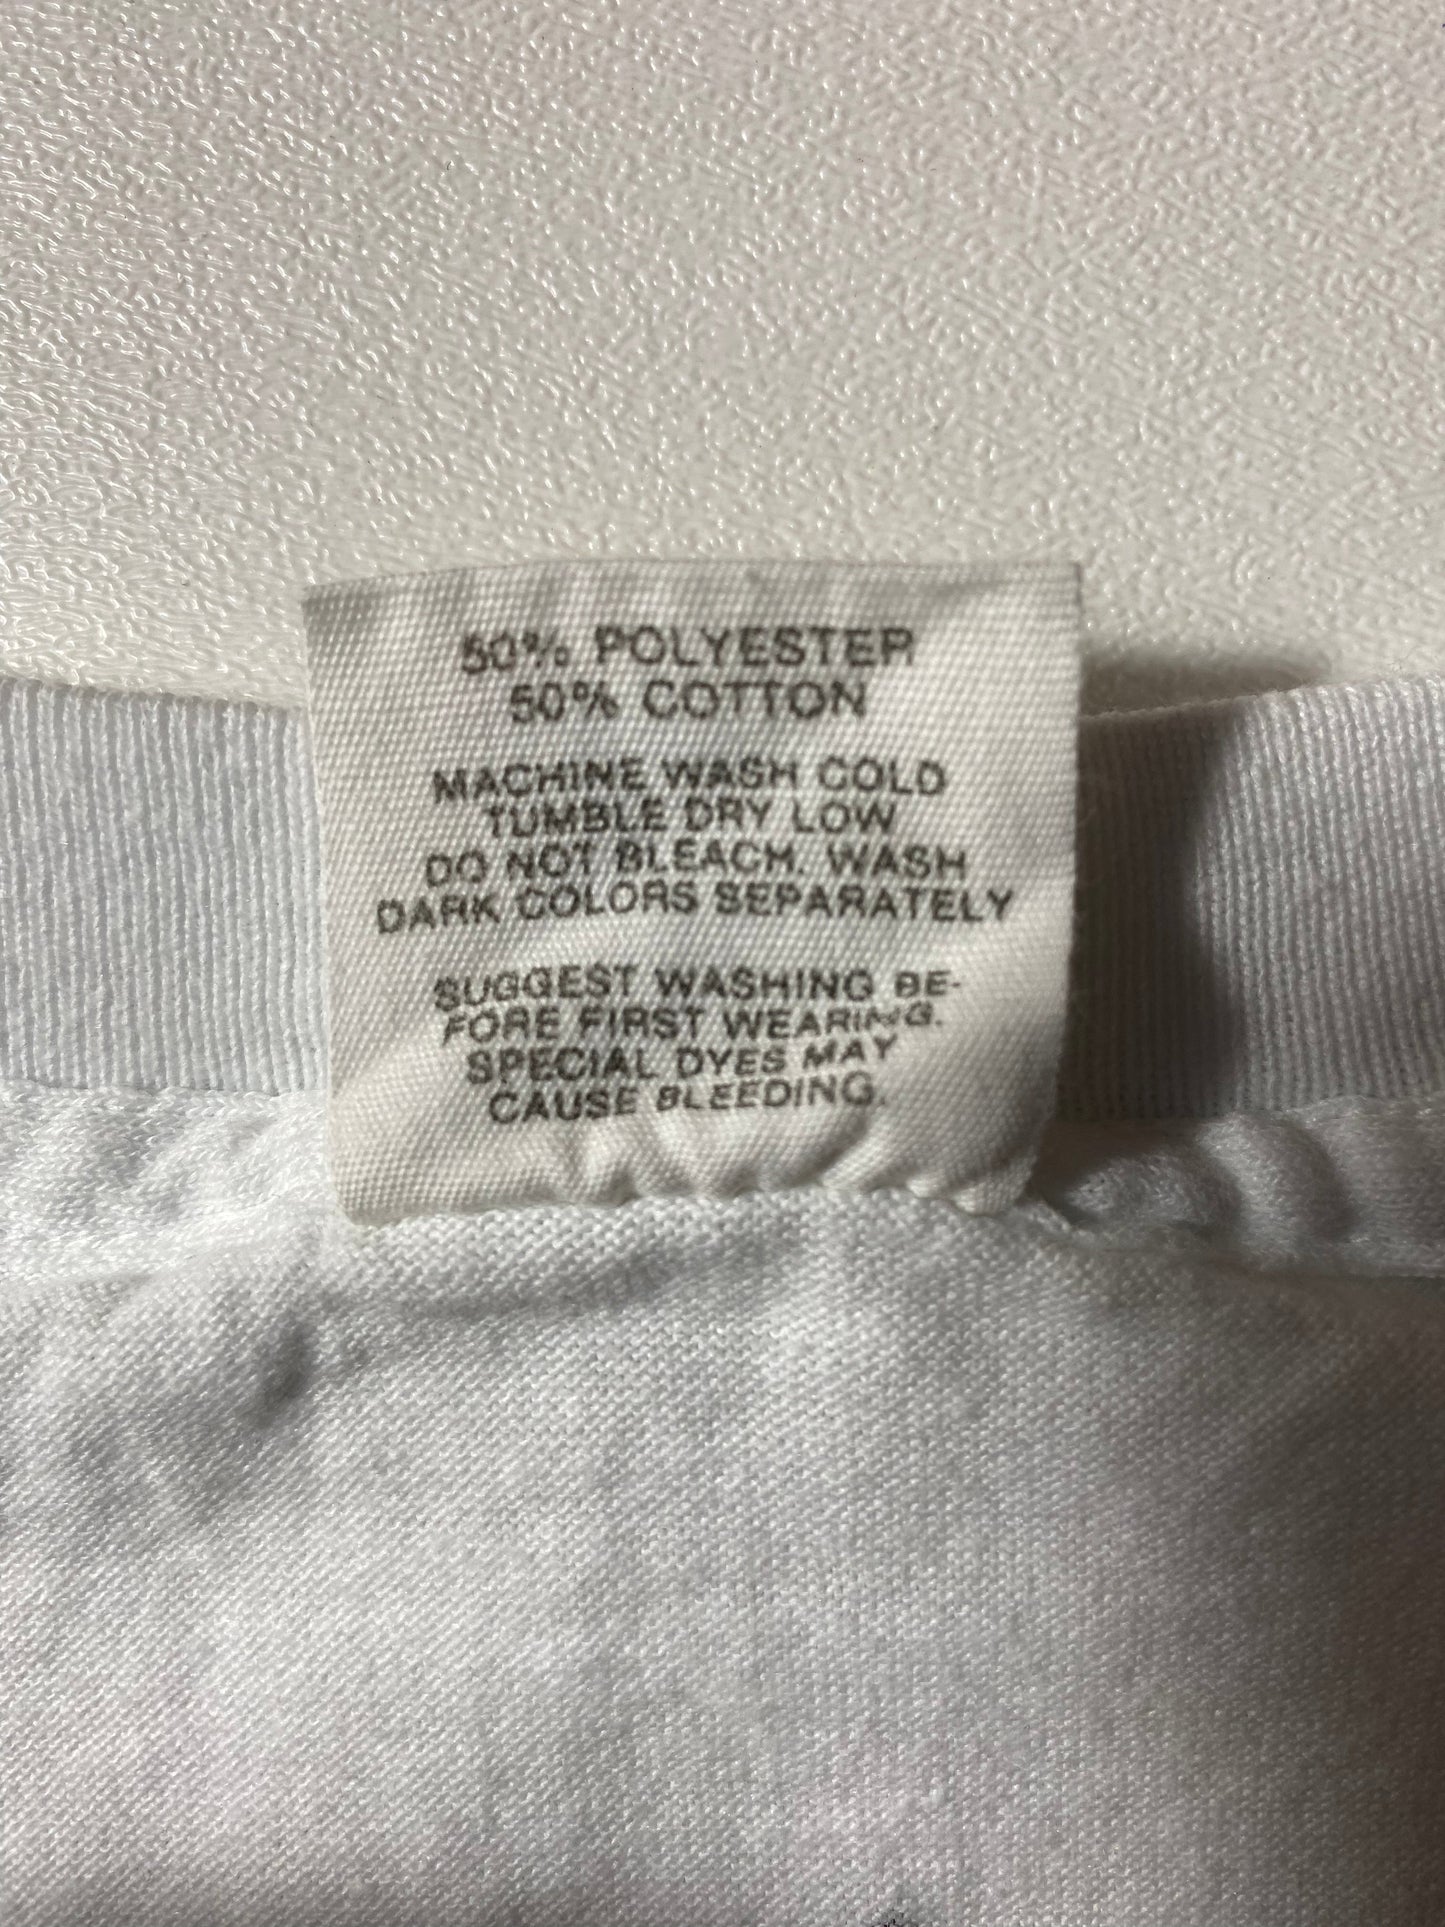 50% POLYESTER
50% COTTON
MACHINE WASH COLD
TUMBLE DRY LOW
DO NOT BLEACH. WASH
DARK COLORS SEPARATELY
SUGGEST WASHING BE-
FORE FIRST WEARING.
SPECIAL DYES MAY
CAUSE BLEEDING.